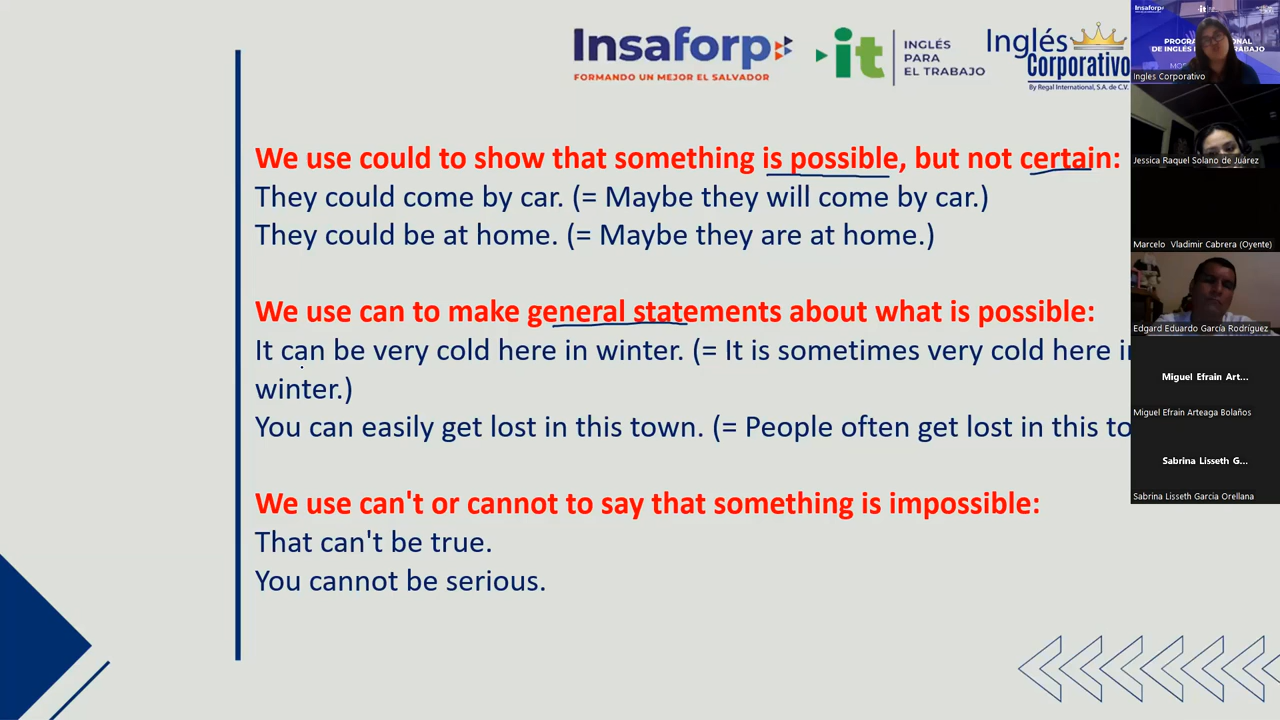 Insaforp
FORMANDO UN MEJOR EL SALVADOR
it
INGLÉS
PARA
EL TRABAJO
Inglés
Corporativo
By Regal International, S.A. de C.V.
We use could to show that something is possible, but not certain:
They could come by car. (= Maybe they will come by car.)
They could be at home. (= Maybe they are at home.)
We use can to make general statements about what is possible:
It can be very cold here in winter. (= It is sometimes very cold here in
winter.)
You can easily get lost in this town. (= People often get lost in this to
We use can't or cannot to say that something is impossible:
That can't be true.
You cannot be serious.
Insaforp
it
Ingles Corporativo
Jessica Raquel Solano de Juárez
Marcelo Vladimir Cabrera (Oyente)
Edgard Eduardo García Rodríguez
Miguel Efrain Art...
Miguel Efrain Arteaga Bolaños
Sabrina Lisseth G...
Sabrina Lisseth Garcia Orellana